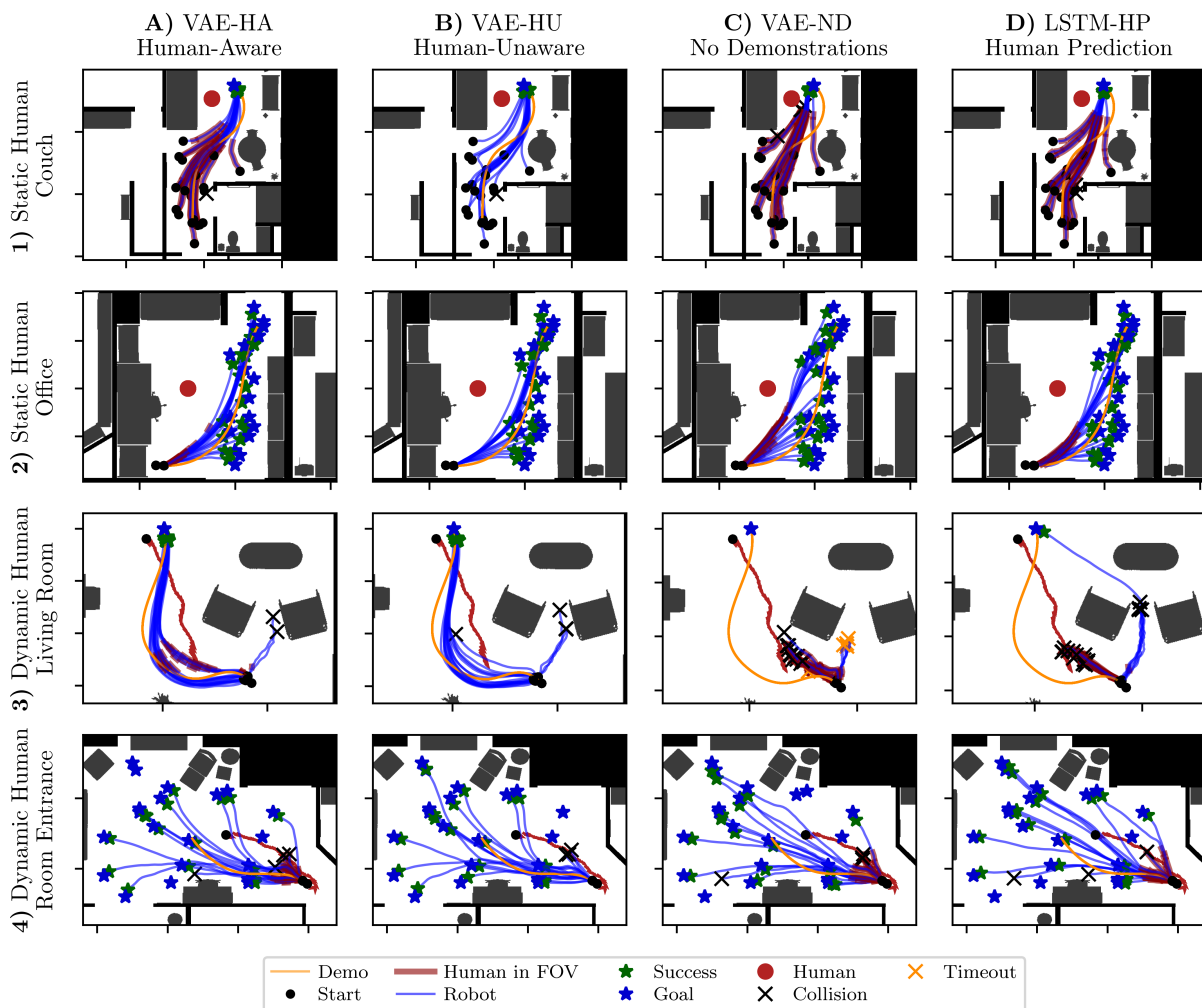 A) VAE-HA
Human-Aware
B) VAE-HU
Human-Unaware
C) VAE-ND
No Demonstrations
D) LSTM-HP
Human Prediction
1) Static Human
Couch
2) Static Human
Office
3) Dynamic Human
Living Room
4) Dynamic Human
Room Entrance
Demo
Human in FOV
Success
Human
Timeout
Start
Robot
Goal
Collision